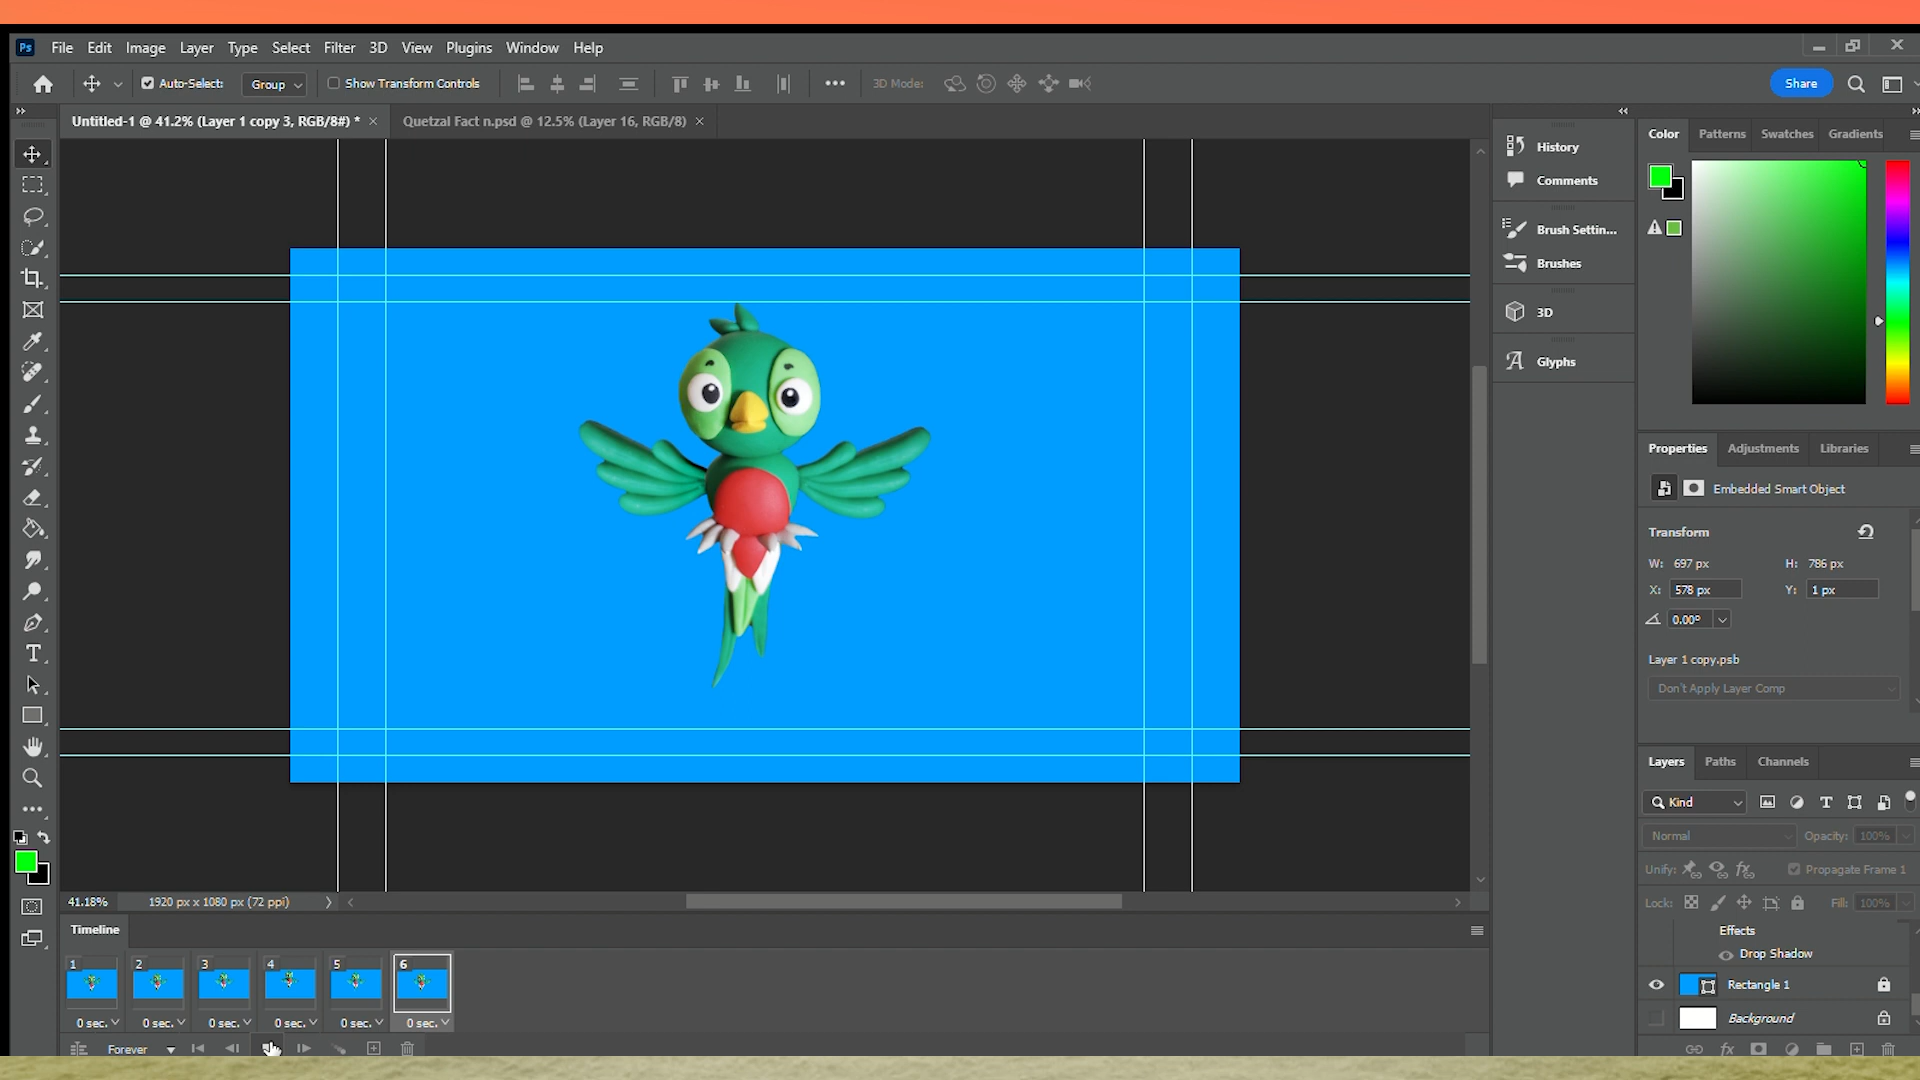 Ps File Edit Image Layer Type Select Filter 3D View Plugins Window Help
Auto-Select: Group Show Transform Controls 3D Mode: Share
Untitled-1 @ 41.2% (Layer 1 copy 3, RGB/8#) * Quetzal Fact n.psd @ 12.5% (Layer 16, RGB/8)
History
Comments
Brush Settin...
Brushes
3D
Glyphs
Color Patterns Swatches Gradients
Properties Adjustments Libraries
Embedded Smart Object
Transform
W: 697 px H: 786 px
X: 578 px Y: 1 px
0.00°
Layer 1 copy.psb
Don't Apply Layer Comp
Layers Paths Channels
Kind
Normal Opacity: 100%
Unify: Propagate Frame 1
Lock: Fill: 100%
Effects
Drop Shadow
Rectangle 1
Background
41.18% 1920 px x 1080 px (72 ppi)
Timeline
1 2 3 4 5 6
0 sec. 0 sec. 0 sec. 0 sec. 0 sec. 0 sec.
Forever